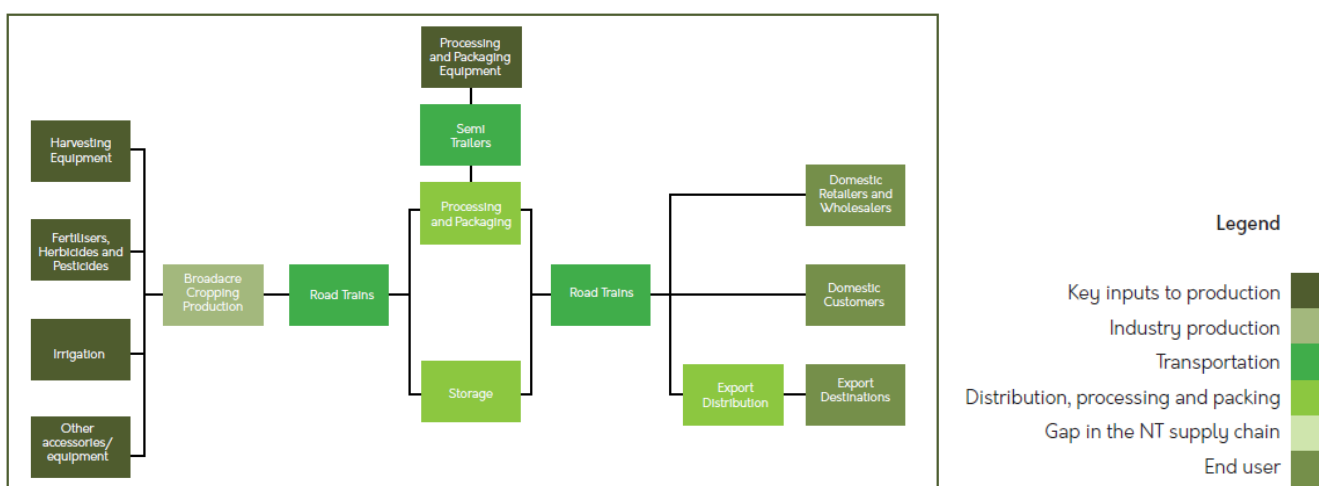 Processing
and Packaging
Equipment
Harvesting
Equipment
Semi
Trailers
Fertilisers,
Herbicides and
Pesticides
Processing
and Packaging
Domestic
Retailers and
Wholesalers
Broadacre
Cropping
Production
Road Trains
Road Trains
Domestic
Customers
Irrigation
Storage
Export
Distribution
Export
Destinations
Other
accessories/
equipment
Legend
Key inputs to production
Industry production
Transportation
Distribution, processing and packing
Gap in the NT supply chain
End user